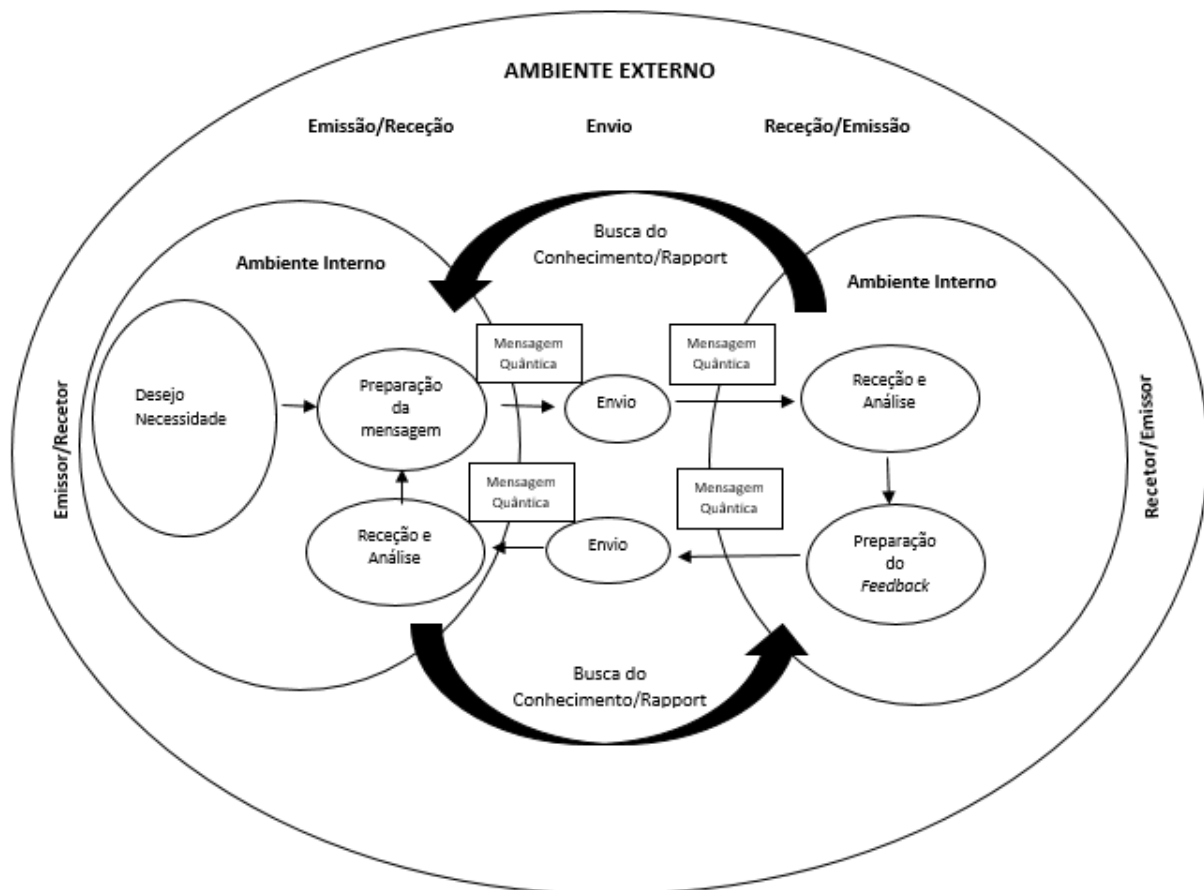 AMBIENTE EXTERNO
Emissão/Receção
Envio
Receção/Emissão
Busca do
Conhecimento/Rapport
Ambiente Interno
Ambiente Interno
Emissor/Recetor
Desejo
Necessidade
Preparação
da
mensagem
Mensagem
Quântica
Envio
Mensagem
Quântica
Receção e
Análise
Recetor/Emissor
Receção e
Análise
Mensagem
Quântica
Envio
Mensagem
Quântica
Preparação
do
Feedback
Busca do
Conhecimento/Rapport